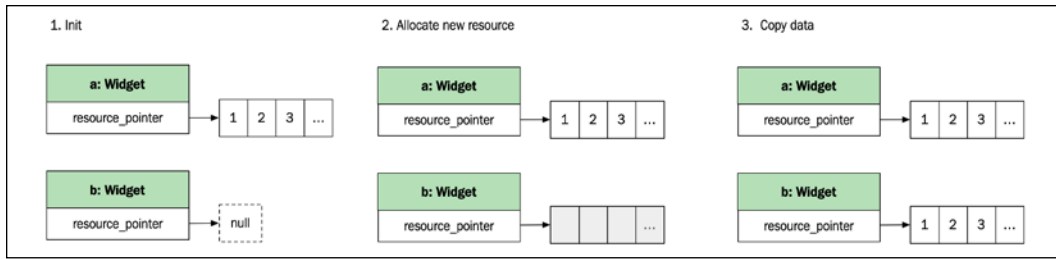 1. Init
a: Widget
resource_pointer
1 2 3 ...
b: Widget
resource_pointer
null
2. Allocate new resource
a: Widget
resource_pointer
1 2 3 ...
b: Widget
resource_pointer
...
3. Copy data
a: Widget
resource_pointer
1 2 3 ...
b: Widget
resource_pointer
1 2 3 ...